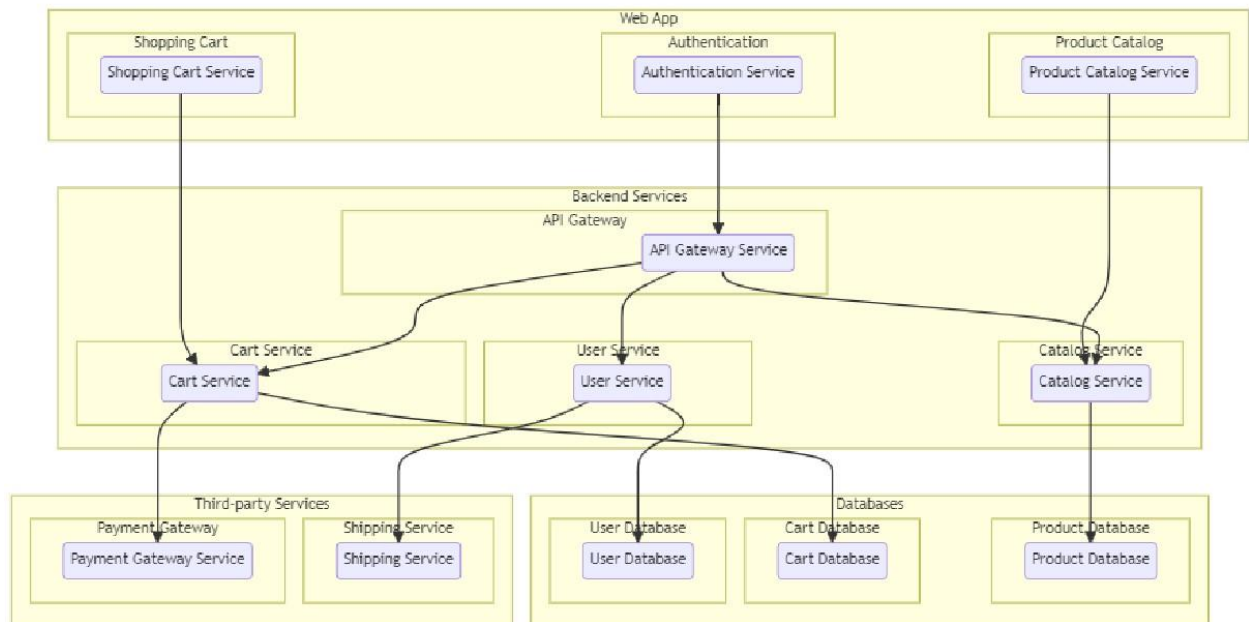 Web App
Shopping Cart
Authentication
Product Catalog
Shopping Cart Service
Authentication Service
Product Catalog Service
Backend Services
API Gateway
API Gateway Service
Cart Service
User Service
Catalog Service
Cart Service
User Service
Catalog Service
Third-party Services
Databases
Payment Gateway
Shipping Service
User Database
Cart Database
Product Database
Payment Gateway Service
Shipping Service
User Database
Cart Database
Product Database